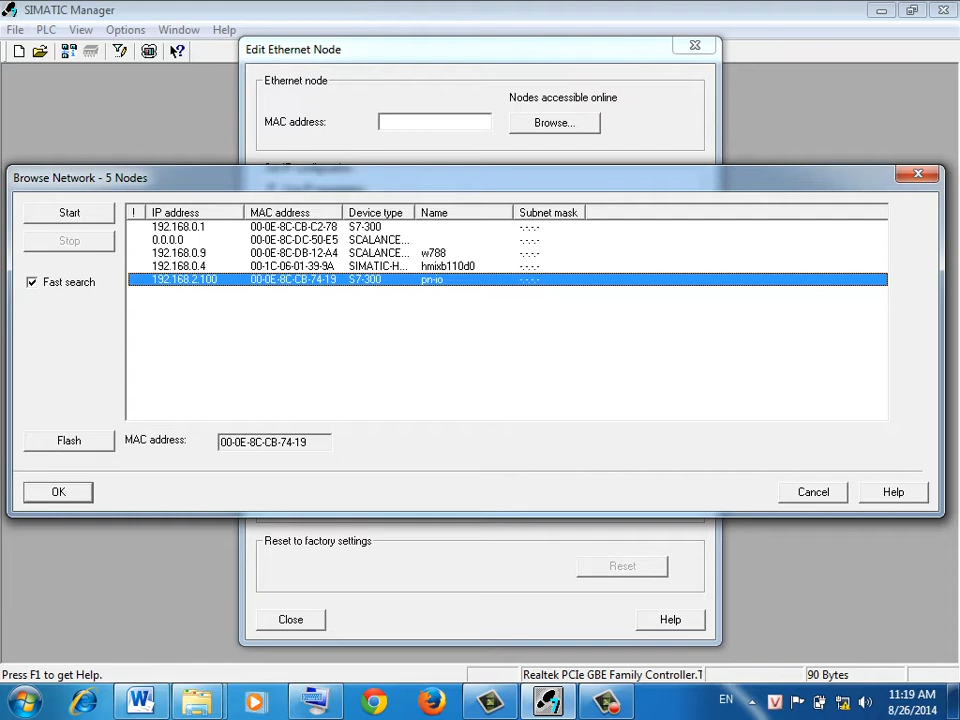 SIMATIC Manager
File PLC View Options Window Help
Edit Ethernet Node
Ethernet node
Nodes accessible online
MAC address:
Browse...
Browse Network - 5 Nodes
Start
Stop
Fast search
! IP address MAC address Device type Name Subnet mask
192.168.0.1 00-0E-8C-CB-C2-78 S7-300 -.-.-.-
0.0.0.0 00-0E-8C-DC-50-E5 SCALANCE... -.-.-.-
192.168.0.9 00-0E-8C-DB-12-A4 SCALANCE... w788 -.-.-.-
192.168.0.4 00-1C-06-01-39-9A SIMATIC-H... hmixb110d0 -.-.-.-
192.168.2.100 00-0E-8C-CB-74-19 S7-300 pn-io -.-.-.-
Flash
MAC address: 00-0E-8C-CB-74-19
OK
Cancel
Help
Reset to factory settings
Reset
Close
Help
Press F1 to get Help.
Realtek PCIe GBE Family Controller.T
90 Bytes
EN
11:19 AM
8/26/2014